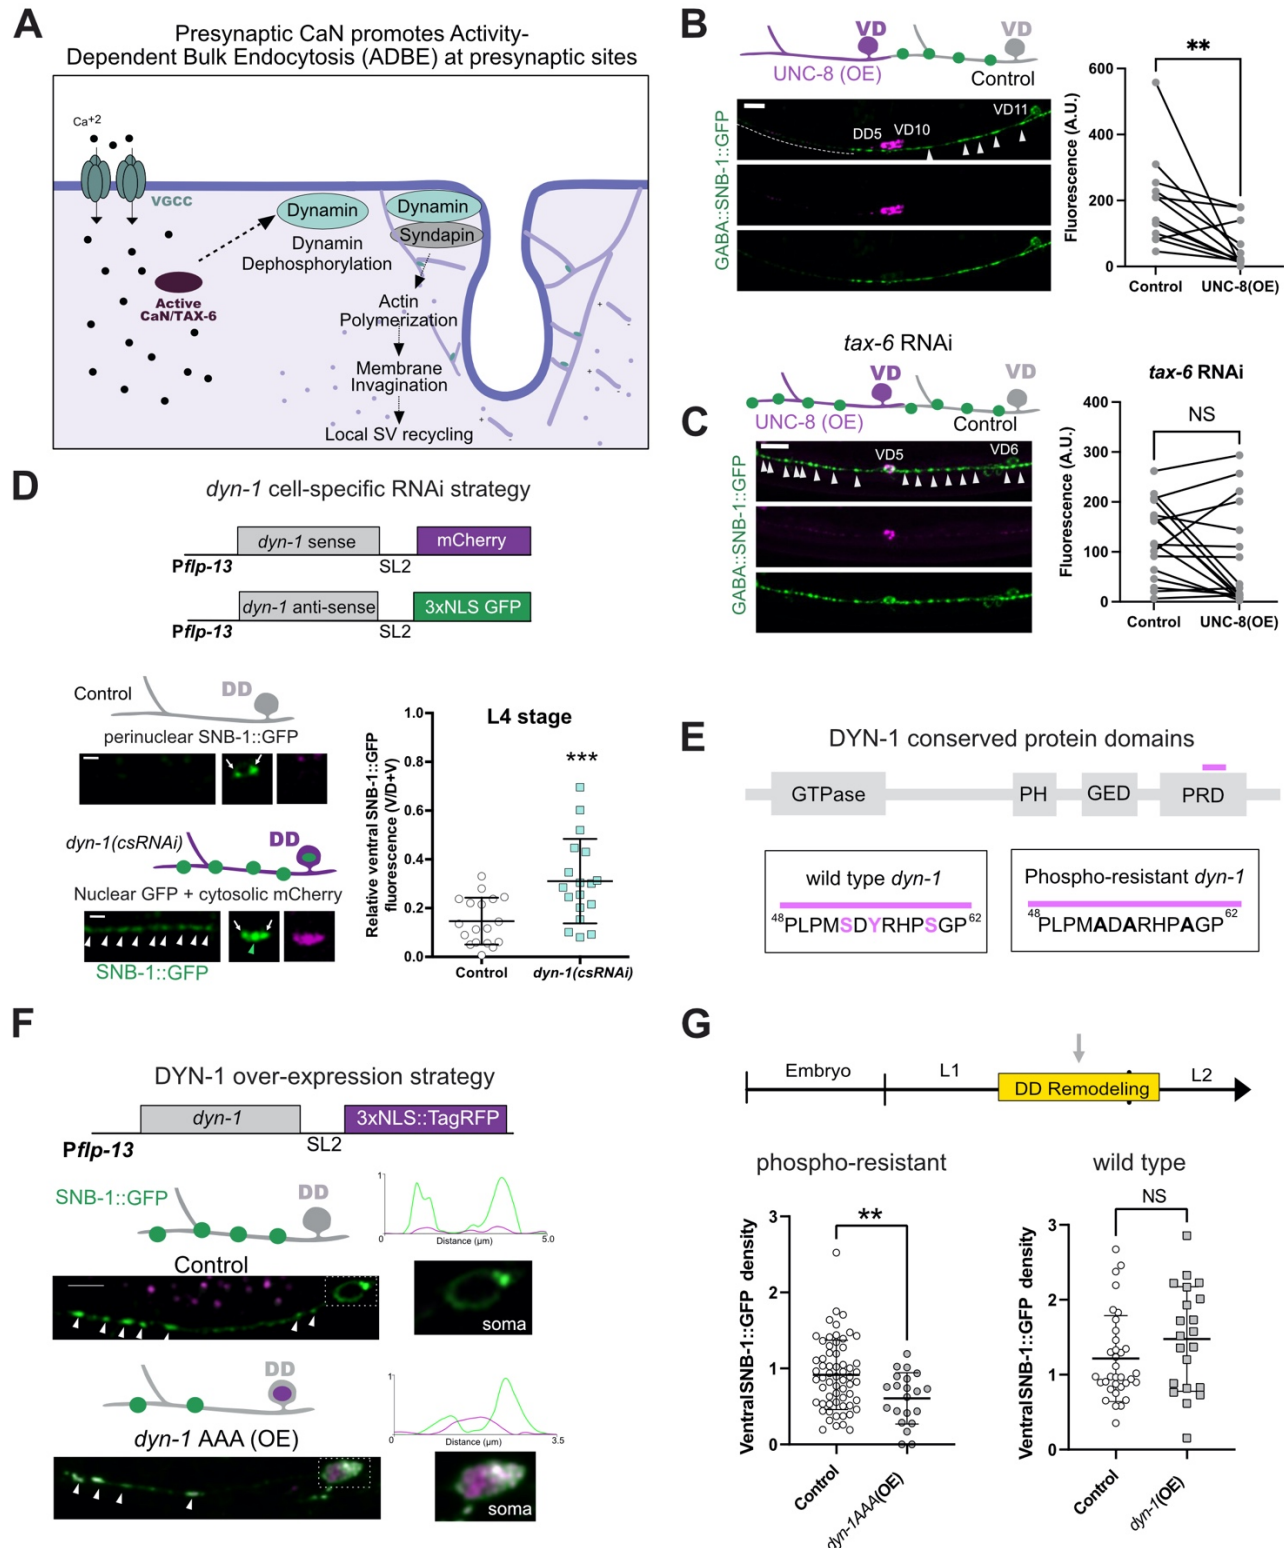 A
Presynaptic CaN promotes Activity-
Dependent Bulk Endocytosis (ADBE) at presynaptic sites
Ca+2
VGCC
Dynamin
Dynamin
Syndapin
Dynamin
Dephosphorylation
Active
CaN/TAX-6
Actin
Polymerization
Membrane
Invagination
Local SV recycling
+
-
+
-
+
-
B
VD
VD
UNC-8 (OE)
Control
GABA::SNB-1::GFP
DD5
VD10
VD11
**
Fluorescence (A.U.)
600
400
200
0
Control
UNC-8(OE)
C
tax-6 RNAi
VD
VD
UNC-8 (OE)
Control
GABA::SNB-1::GFP
VD5
VD6
tax-6 RNAi
NS
Fluorescence (A.U.)
400
300
200
100
0
Control
UNC-8(OE)
D
dyn-1 cell-specific RNAi strategy
dyn-1 sense
mCherry
Pflp-13
SL2
dyn-1 anti-sense
3xNLS GFP
Pflp-13
SL2
Control
DD
perinuclear SNB-1::GFP
dyn-1(csRNAi)
DD
Nuclear GFP + cytosolic mCherry
SNB-1::GFP
L4 stage
***
Relative ventral SNB-1::GFP
fluorescence (V/D+V)
1.0
0.8
0.6
0.4
0.2
0.0
Control
dyn-1(csRNAi)
E
DYN-1 conserved protein domains
GTPase
PH
GED
PRD
wild type dyn-1
48PLPMSDYRHPSGP62
Phospho-resistant dyn-1
48PLPMADARHPAGP62
F
DYN-1 over-expression strategy
dyn-1
3xNLS::TagRFP
Pflp-13
SL2
SNB-1::GFP
DD
Control
1
0
Distance (µm)
5.0
soma
DD
dyn-1 AAA (OE)
1
0
Distance (µm)
3.5
soma
G
Embryo
L1
DD Remodeling
L2
phospho-resistant
**
VentralSNB-1::GFP density
3
2
1
0
Control
dyn-1AAA(OE)
wild type
NS
VentralSNB-1::GFP density
3
2
1
0
Control
dyn-1(OE)